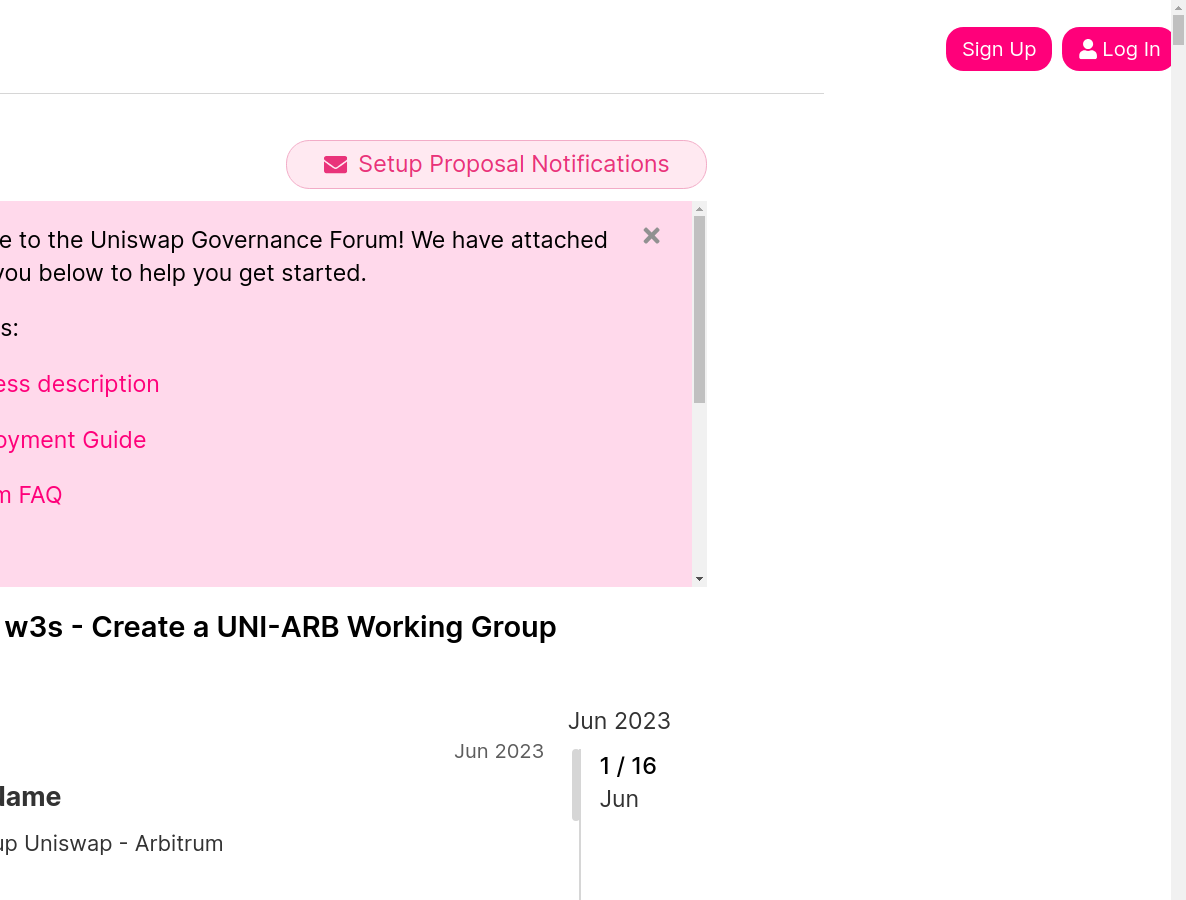 Sign Up
Log In
Setup Proposal Notifications
e to the Uniswap Governance Forum! We have attached
you below to help you get started.
s:
ess description
oyment Guide
m FAQ
w3s - Create a UNI-ARB Working Group
Jun 2023
Jun 2023
1 / 16
Jun
Name
up Uniswap - Arbitrum